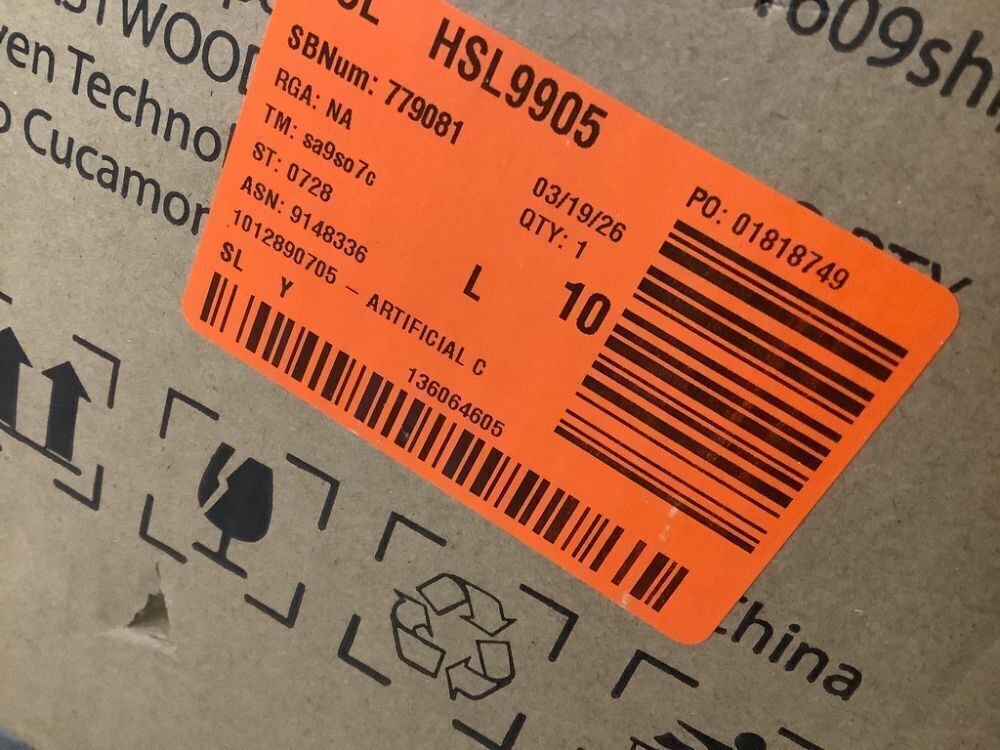 HSL9905
SBNum: 779081
RGA: NA
TM: sa9so7c
ST: 0728
03/19/26
QTY: 1
PO: 01818749
ASN: 9148336
1012890705 - ARTIFICIAL C
SL Y
L 10
136064605
ven Technol
Cucamon
609sh
China